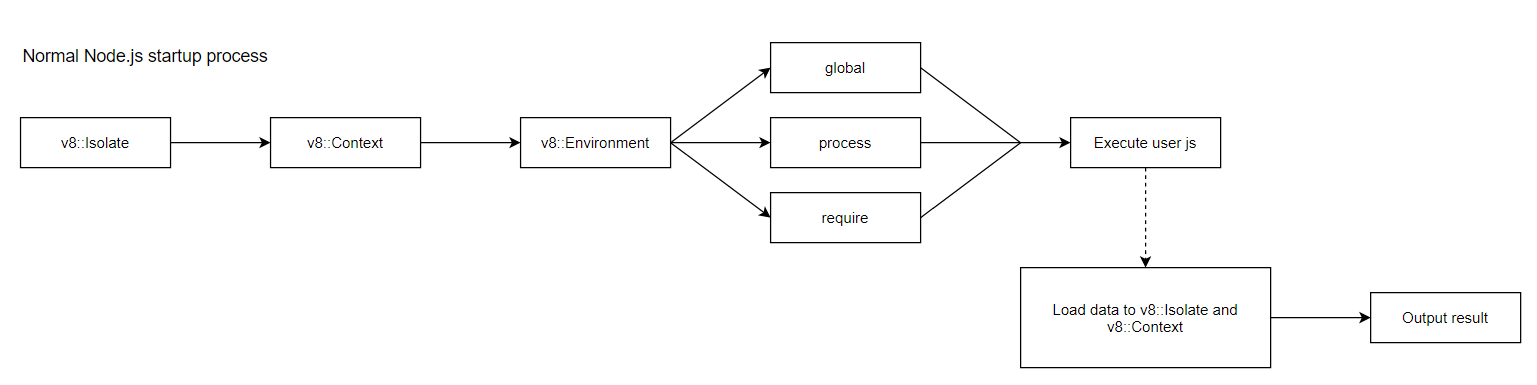 Normal Node.js startup process
global
v8::Isolate
v8::Context
v8::Environment
process
Execute user js
require
Load data to v8::Isolate and
v8::Context
Output result